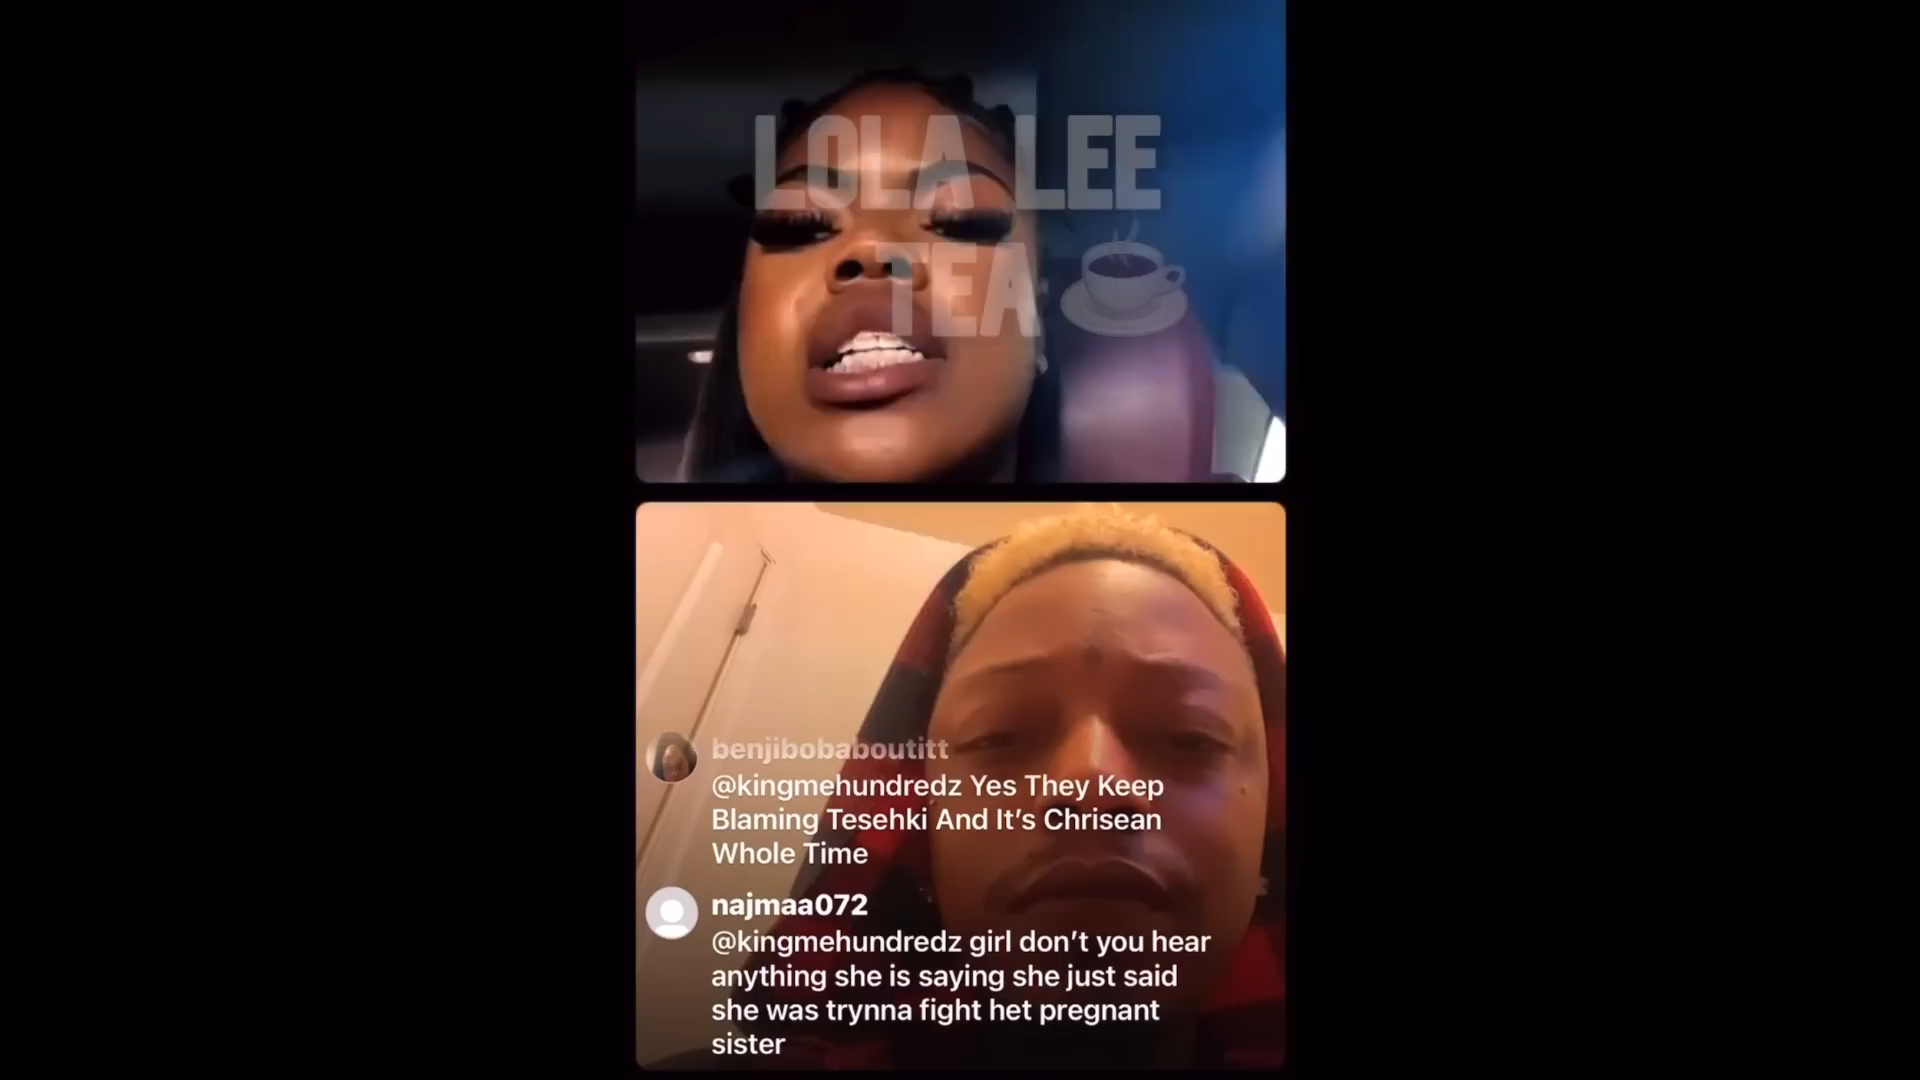 LOLA LEE
TEA
benjibobaboutitt
@kingmehundredz Yes They Keep
Blaming Tesehki And It’s Chrisean
Whole Time
najmaa072
@kingmehundredz girl don’t you hear
anything she is saying she just said
she was trynna fight het pregnant
sister